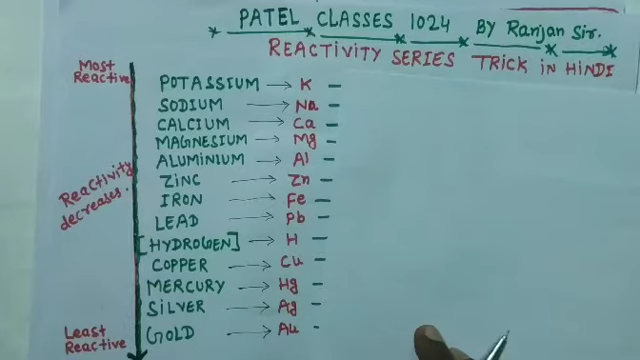 PATEL CLASSES 1024 By Ranjan Sir.
REACTIVITY SERIES TRICK IN HINDI
Most Reactive
POTASSIUM → K –
SODIUM → Na –
CALCIUM → Ca –
MAGNESIUM → Mg –
ALUMINIUM → Al –
ZINC → Zn –
Reactivity decreases.
IRON → Fe –
LEAD → Pb –
[HYDROGEN] → H –
COPPER → Cu –
MERCURY → Hg –
SILVER → Ag –
GOLD → Au -
Least Reactive